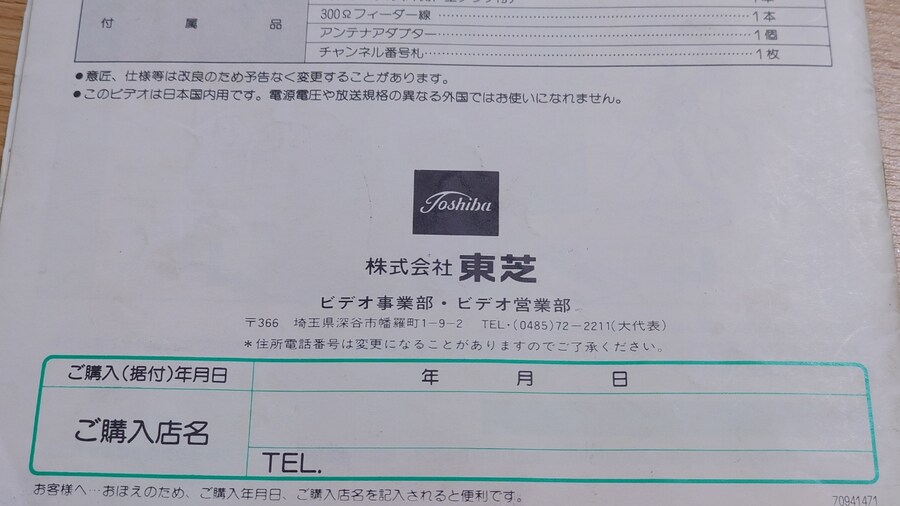 付属品
300Ωフィーダー線 1本
アンテナアダプター 1個
チャンネル番号札 1枚
●意匠、仕様等は改良のため予告なく変更することがあります。
●このビデオは日本国内用です。電源電圧や放送規格の異なる外国ではお使いになれません。
Toshiba
株式会社 東芝
ビデオ事業部・ビデオ営業部
〒366 埼玉県深谷市幡羅町1-9-2 TEL・(0485)72-2211(大代表)
*住所電話番号は変更になることがありますのでご了承ください。
ご購入(据付)年月日 年 月 日
ご購入店名
TEL.
お客様へ…おぼえのため、ご購入年月日、ご購入店名を記入されると便利です。
70941471